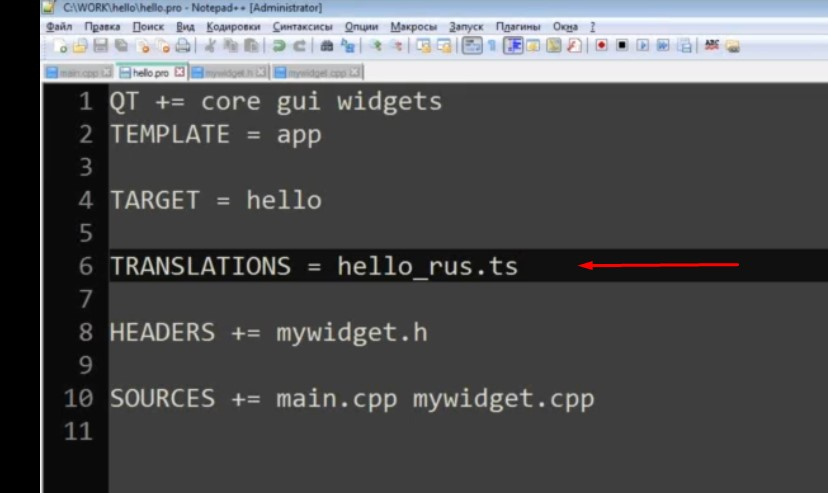 C:\WORK\hello\hello.pro - Notepad++ [Administrator]
Файл Правка Поиск Вид Кодировки Синтаксисы Опции Макросы Запуск Плагины Окна ?
main.cpp hello.pro mywidget.h mywidget.cpp
1 QT += core gui widgets
2 TEMPLATE = app
3
4 TARGET = hello
5
6 TRANSLATIONS = hello_rus.ts
7
8 HEADERS += mywidget.h
9
10 SOURCES += main.cpp mywidget.cpp
11